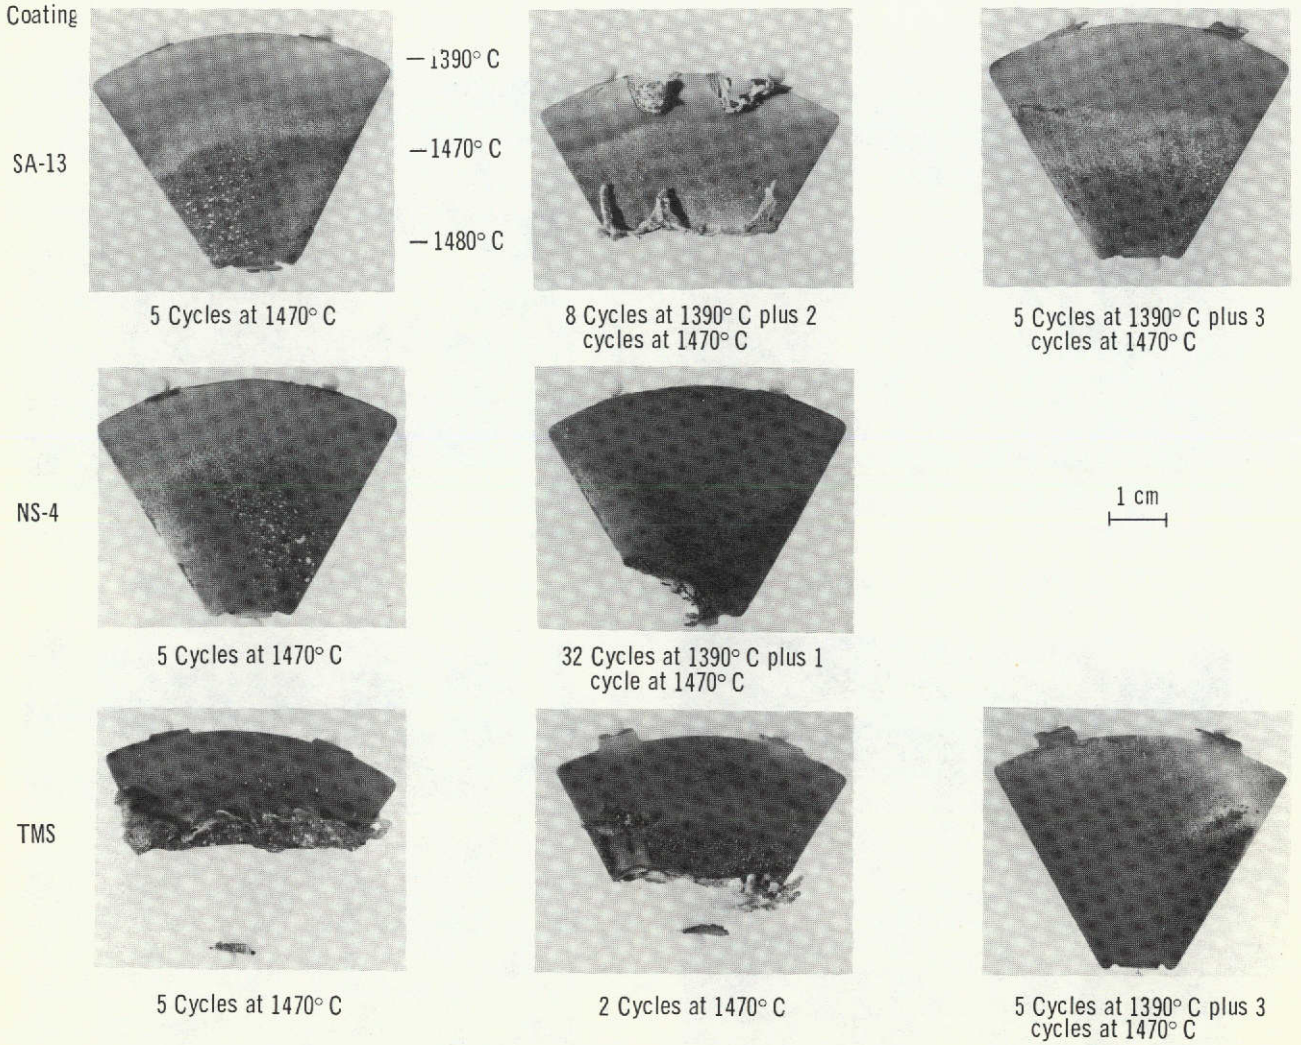 Coating
SA-13
— 1390° C
— 1470° C
— 1480° C
5 Cycles at 1470° C
8 Cycles at 1390° C plus 2
cycles at 1470° C
5 Cycles at 1390° C plus 3
cycles at 1470° C
NS-4
1 cm
5 Cycles at 1470° C
32 Cycles at 1390° C plus 1
cycle at 1470° C
TMS
5 Cycles at 1470° C
2 Cycles at 1470° C
5 Cycles at 1390° C plus 3
cycles at 1470° C